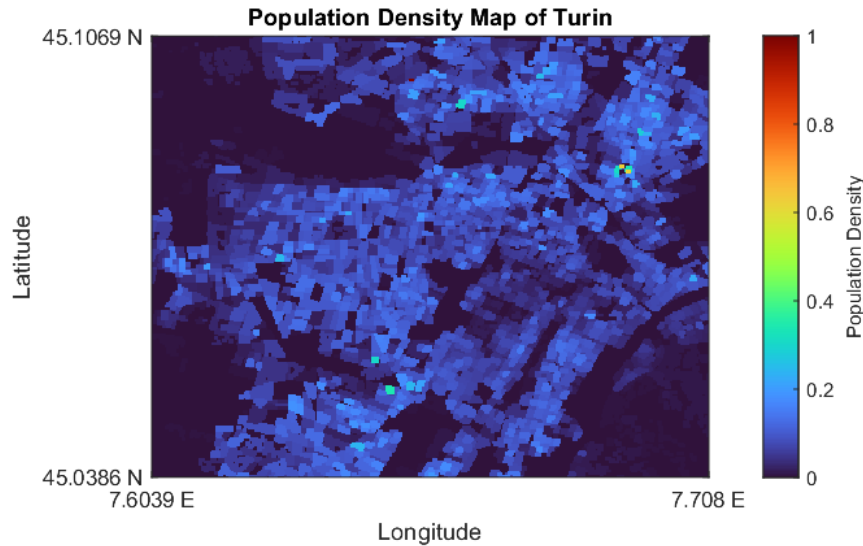 Population Density Map of Turin
45.1069 N
Latitude
45.0386 N
7.6039 E
7.708 E
Longitude
1
0.8
0.6
0.4
0.2
0
Population Density